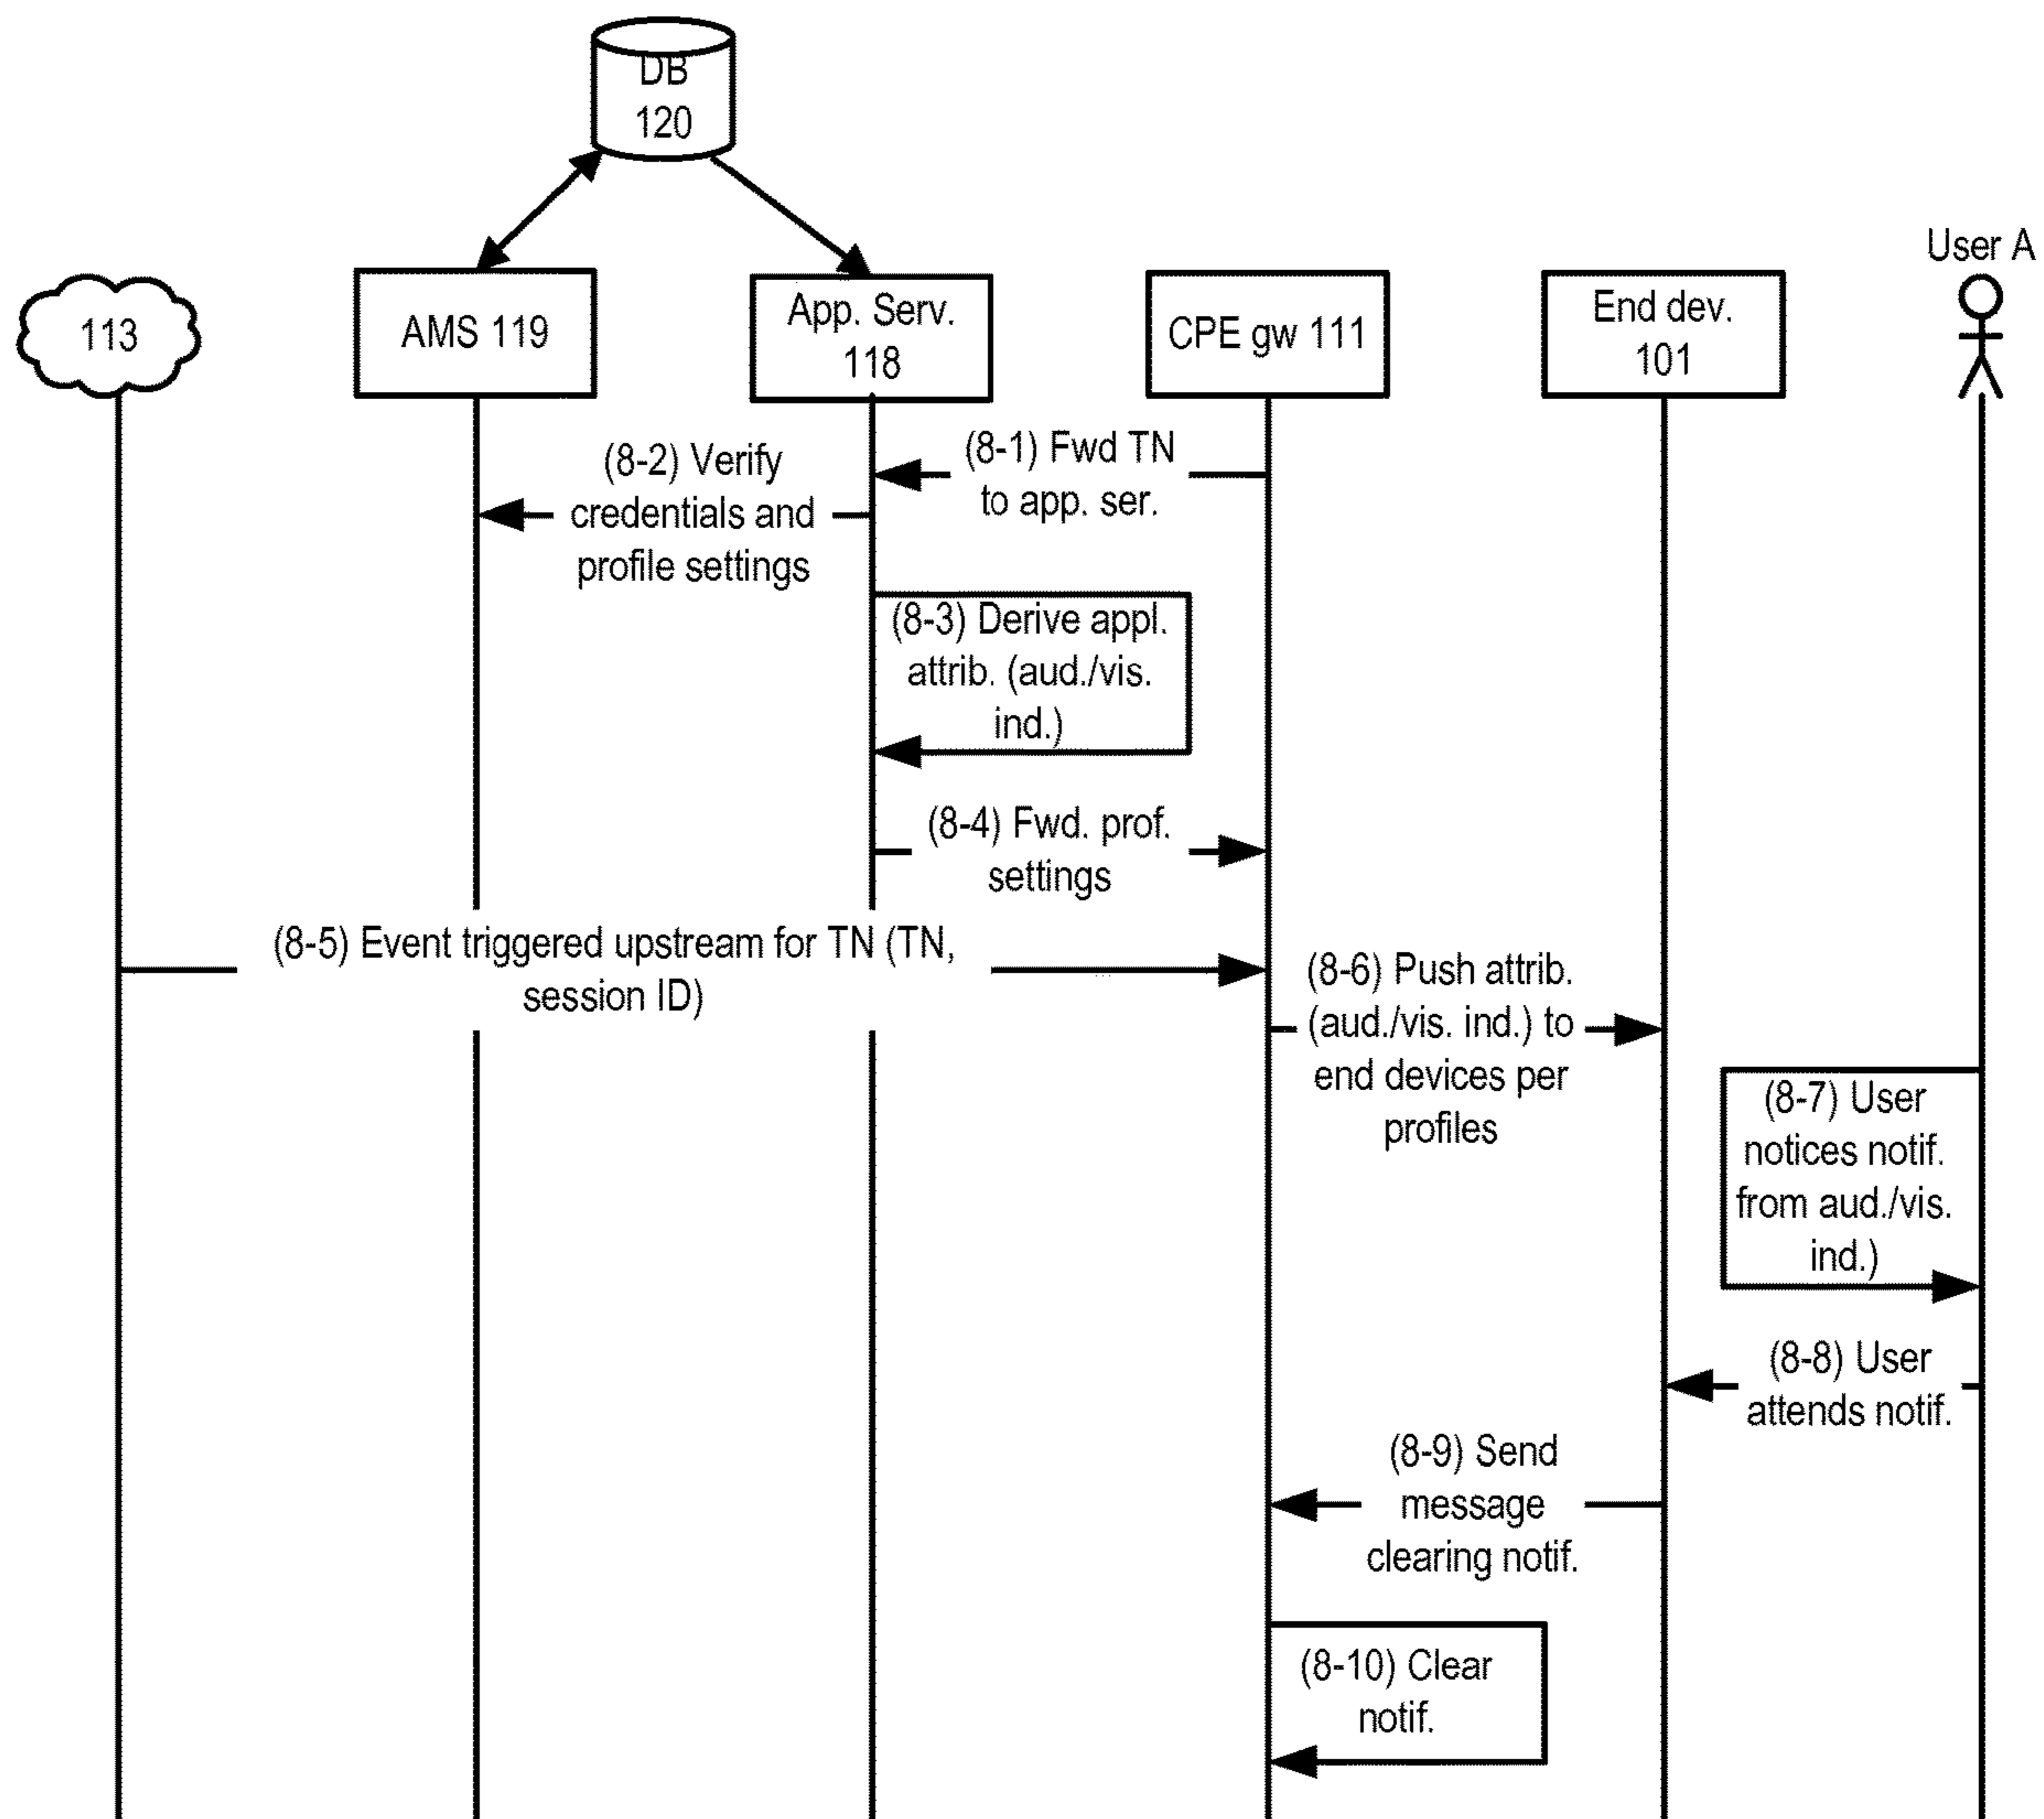 DB
120
User A
113
AMS 119
App. Serv.
118
CPE gw 111
End dev.
101
(8-1) Fwd TN
to app. ser.
(8-2) Verify
credentials and
profile settings
(8-3) Derive appl.
attrib. (aud./vis.
ind.)
(8-4) Fwd. prof.
settings
(8-5) Event triggered upstream for TN (TN,
session ID)
(8-6) Push attrib.
(aud./vis. ind.) to
end devices per
profiles
(8-7) User
notices notif.
from aud./vis.
ind.)
(8-8) User
attends notif.
(8-9) Send
message
clearing notif.
(8-10) Clear
notif.